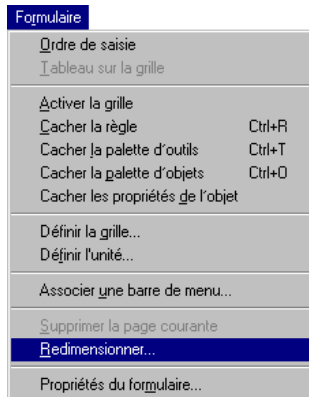 Formulaire
Ordre de saisie
Tableau sur la grille
Activer la grille
Cacher la règle Ctrl+R
Cacher la palette d'outils Ctrl+T
Cacher la palette d'objets Ctrl+O
Cacher les propriétés de l'objet
Définir la grille...
Définir l'unité...
Associer une barre de menu...
Supprimer la page courante
Redimensionner...
Propriétés du formulaire...